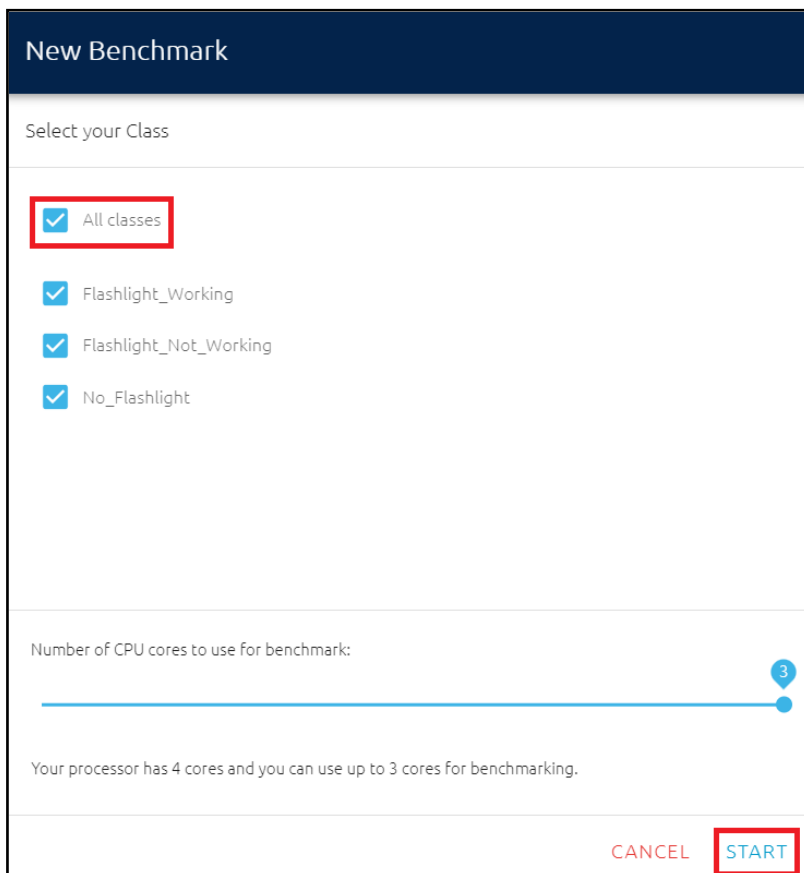 New Benchmark
Select your Class
All classes
Flashlight_Working
Flashlight_Not_Working
No_Flashlight
Number of CPU cores to use for benchmark:
3
Your processor has 4 cores and you can use up to 3 cores for benchmarking.
CANCEL START